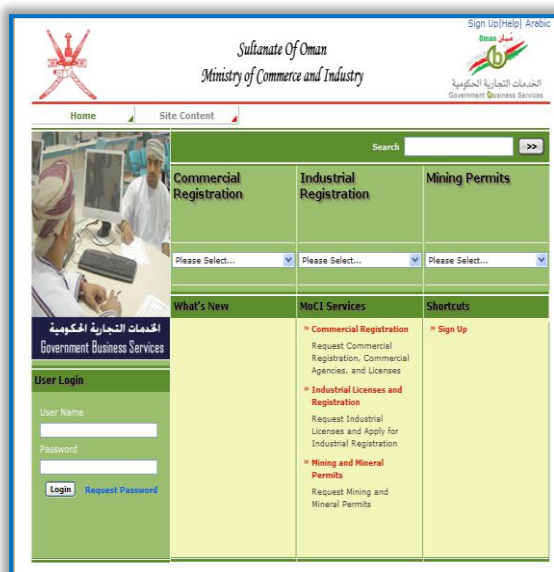 Sign Up|Help| Arabic
Sultanate Of Oman
Ministry of Commerce and Industry
Oman عُمان
الخدمات التجارية الحكومية
Government Business Services
Home
Site Content
Search
>>
Commercial Registration
Industrial Registration
Mining Permits
Please Select...
Please Select...
Please Select...
الخدمات التجارية الحكومية
Government Business Services
What's New
MoCI Services
Shortcuts
» Commercial Registration
Request Commercial
Registration, Commercial
Agencies, and Licenses
» Industrial Licenses and
Registration
Request Industrial
Licenses and Apply for
Industrial Registration
» Mining and Mineral
Permits
Request Mining and
Mineral Permits
» Sign Up
User Login
User Name
Password
Login
Request Password